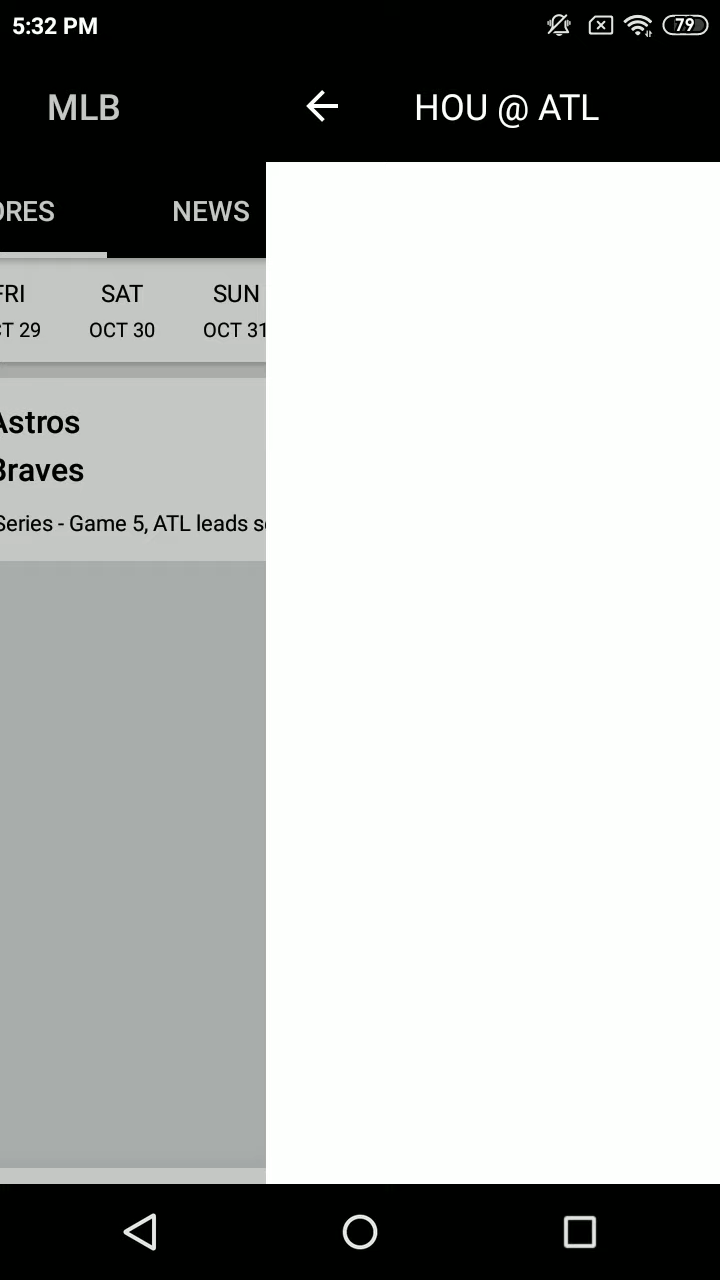 5:32 PM
79
MLB
HOU @ ATL
ORES
NEWS
FRI
SAT
SUN
CT 29
OCT 30
OCT 31
Astros
Braves
Series - Game 5, ATL leads s